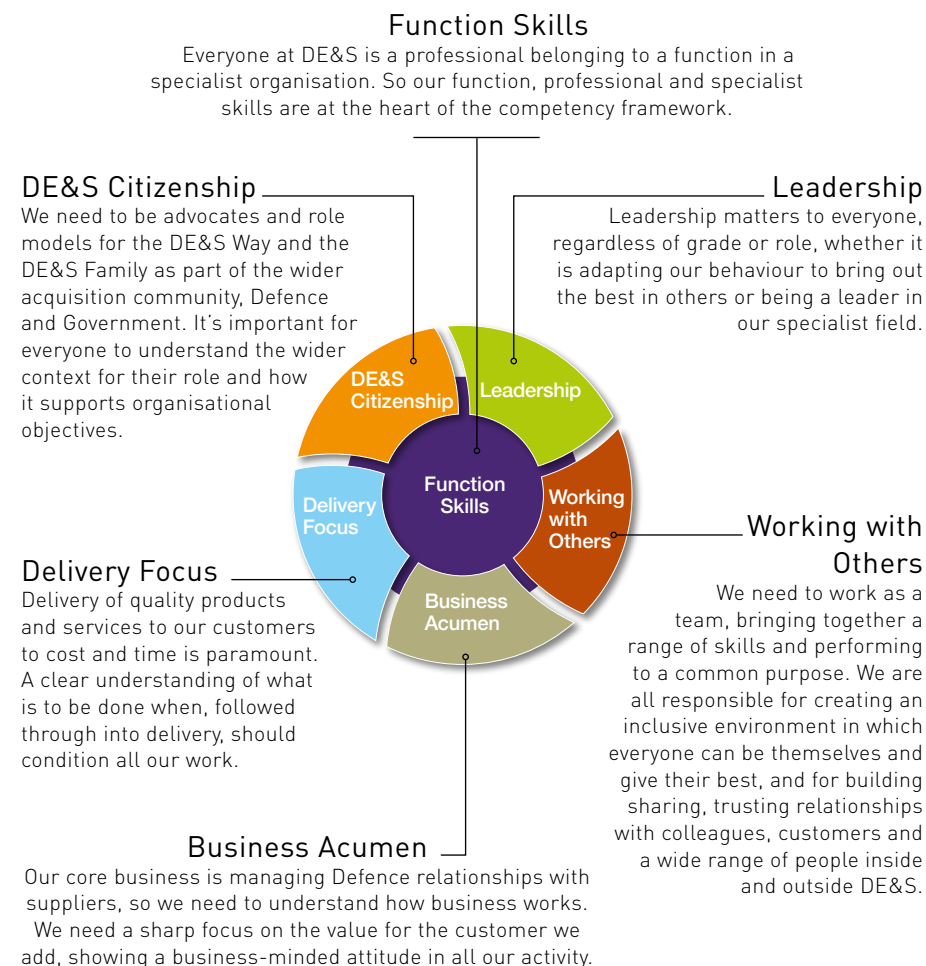 Function Skills
Everyone at DE&S is a professional belonging to a function in a
specialist organisation. So our function, professional and specialist
skills are at the heart of the competency framework.
DE&S Citizenship
We need to be advocates and role
models for the DE&S Way and the
DE&S Family as part of the wider
acquisition community, Defence
and Government. It's important for
everyone to understand the wider
context for their role and how
it supports organisational
objectives.
Leadership
Leadership matters to everyone,
regardless of grade or role, whether it
is adapting our behaviour to bring out
the best in others or being a leader in
our specialist field.
DE&S
Citizenship
Leadership
Function
Skills
Delivery
Focus
Working
with
Others
Business
Acumen
Delivery Focus
Delivery of quality products
and services to our customers
to cost and time is paramount.
A clear understanding of what
is to be done when, followed
through into delivery, should
condition all our work.
Working with
Others
We need to work as a
team, bringing together a
range of skills and performing
to a common purpose. We are
all responsible for creating an
inclusive environment in which
everyone can be themselves and
give their best, and for building
sharing, trusting relationships
with colleagues, customers and
a wide range of people inside
and outside DE&S.
Business Acumen
Our core business is managing Defence relationships with
suppliers, so we need to understand how business works.
We need a sharp focus on the value for the customer we
add, showing a business-minded attitude in all our activity.